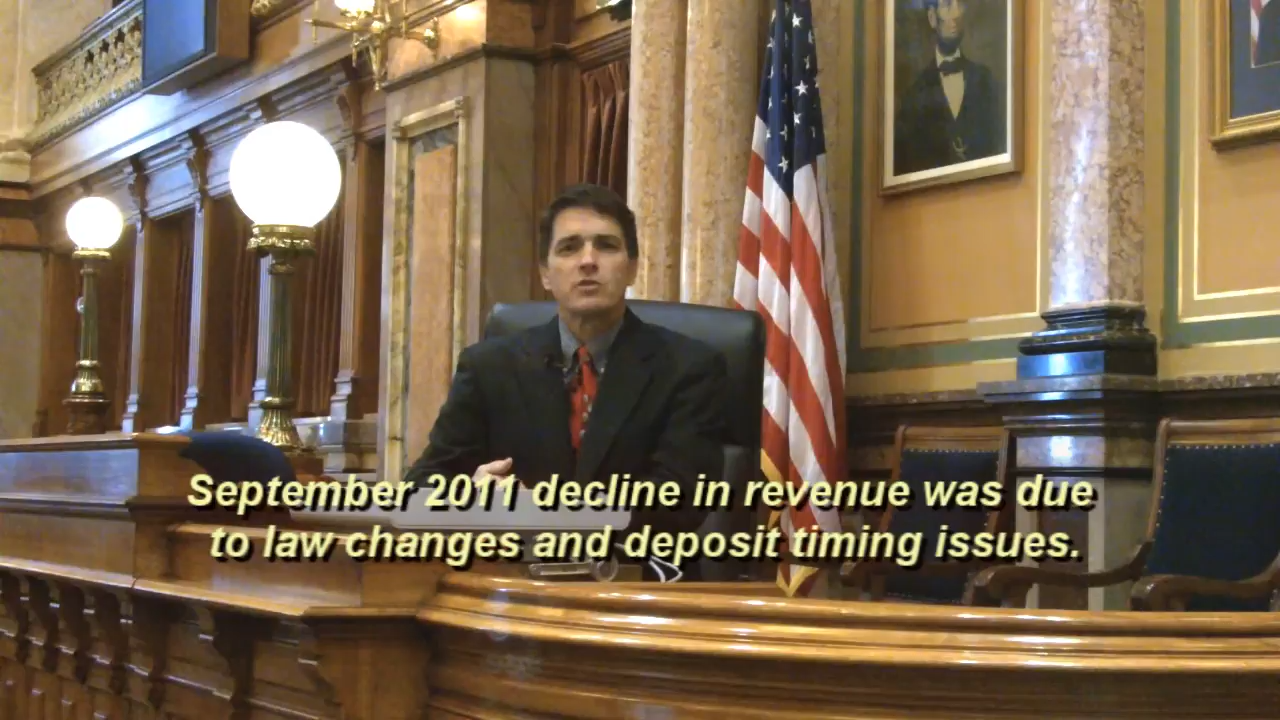 September 2011 decline in revenue was due
to law changes and deposit timing issues.